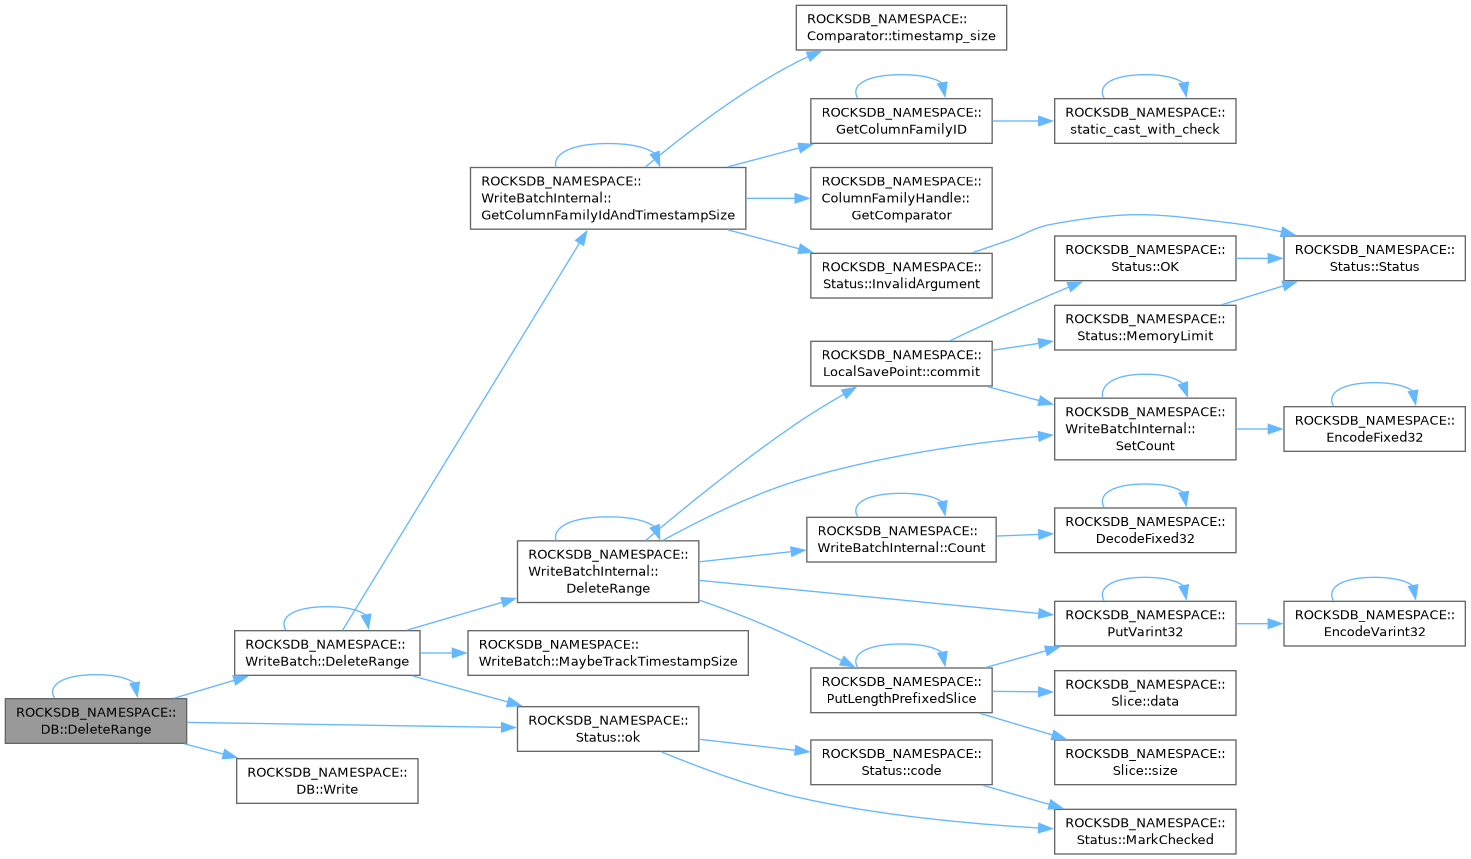 ROCKSDB_NAMESPACE::
Comparator::timestamp_size
ROCKSDB_NAMESPACE::
GetColumnFamilyID
ROCKSDB_NAMESPACE::
static_cast_with_check
ROCKSDB_NAMESPACE::
WriteBatchInternal::
GetColumnFamilyIdAndTimestampSize
ROCKSDB_NAMESPACE::
ColumnFamilyHandle::
GetComparator
ROCKSDB_NAMESPACE::
Status::InvalidArgument
ROCKSDB_NAMESPACE::
Status::OK
ROCKSDB_NAMESPACE::
Status::Status
ROCKSDB_NAMESPACE::
Status::MemoryLimit
ROCKSDB_NAMESPACE::
LocalSavePoint::commit
ROCKSDB_NAMESPACE::
WriteBatchInternal::
SetCount
ROCKSDB_NAMESPACE::
EncodeFixed32
ROCKSDB_NAMESPACE::
WriteBatchInternal::Count
ROCKSDB_NAMESPACE::
DecodeFixed32
ROCKSDB_NAMESPACE::
WriteBatchInternal::
DeleteRange
ROCKSDB_NAMESPACE::
PutVarint32
ROCKSDB_NAMESPACE::
EncodeVarint32
ROCKSDB_NAMESPACE::
WriteBatch::DeleteRange
ROCKSDB_NAMESPACE::
WriteBatch::MaybeTrackTimestampSize
ROCKSDB_NAMESPACE::
PutLengthPrefixedSlice
ROCKSDB_NAMESPACE::
Slice::data
ROCKSDB_NAMESPACE::
DB::DeleteRange
ROCKSDB_NAMESPACE::
Status::ok
ROCKSDB_NAMESPACE::
Status::code
ROCKSDB_NAMESPACE::
Slice::size
ROCKSDB_NAMESPACE::
DB::Write
ROCKSDB_NAMESPACE::
Status::MarkChecked